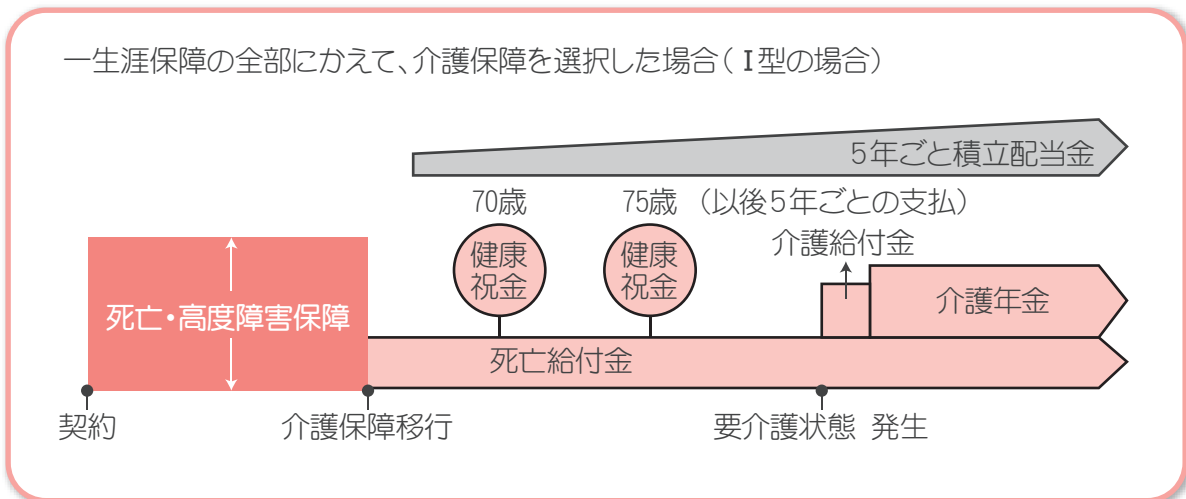 一生涯保障の全部にかえて、介護保障を選択した場合（Ⅰ型の場合）
5年ごと積立配当金
70歳
75歳
（以後5年ごとの支払）
健康
祝金
健康
祝金
介護給付金
介護年金
死亡・高度障害保障
死亡給付金
契約
介護保障移行
要介護状態 発生